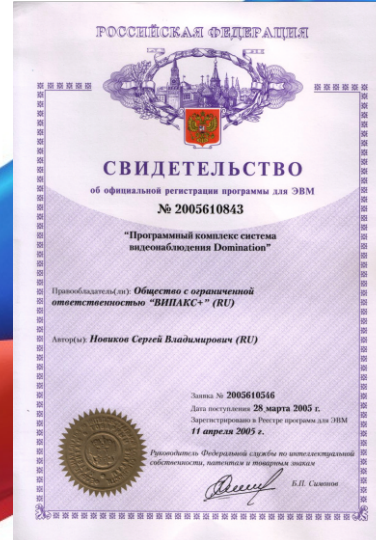 РОССИЙСКАЯ ФЕДЕРАЦИЯ
СВИДЕТЕЛЬСТВО
об официальной регистрации программы для ЭВМ
№ 2005610843
“Программный комплекс система
видеонаблюдения Domination”
Правообладатель(ли): Общество с ограниченной
ответственностью “ВИПАКС+” (RU)
Автор(ы): Новиков Сергей Владимирович (RU)
Заявка № 2005610546
Дата поступления 28 марта 2005 г.
Зарегистрировано в Реестре программ для ЭВМ
11 апреля 2005 г.
Руководитель Федеральной службы по интеллектуальной
собственности, патентам и товарным знакам
Б.П. Симонов